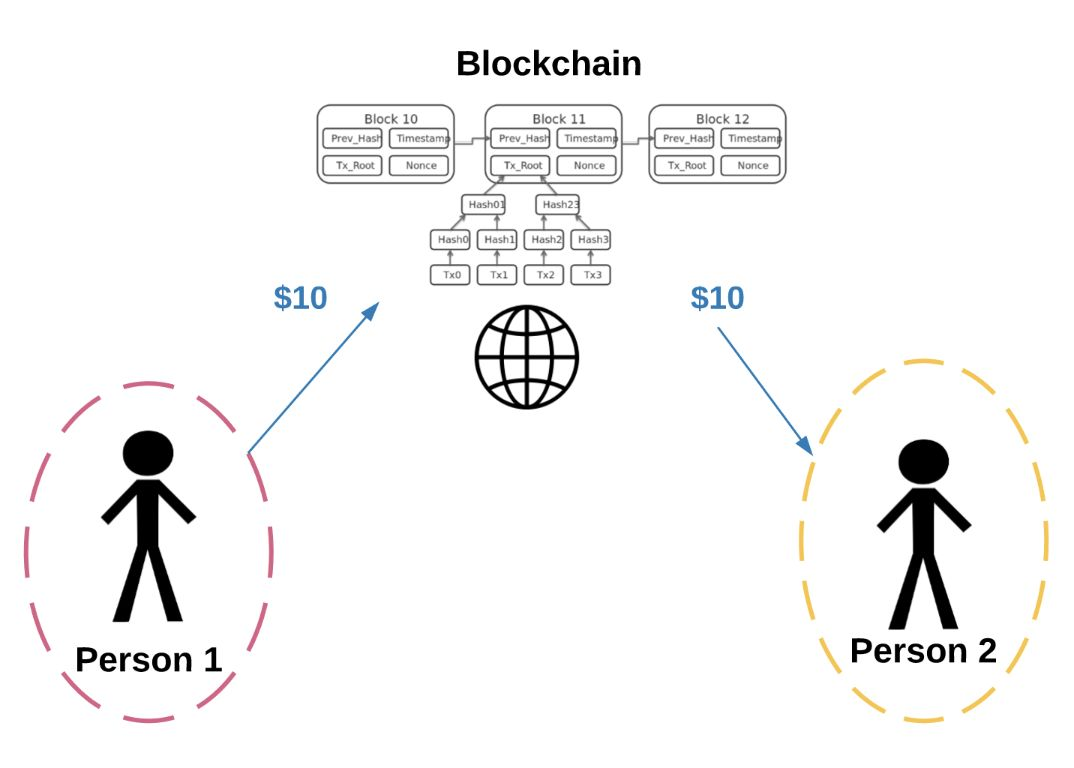 Blockchain
Block 10 Block 11 Block 12
Prev_Hash Timestamp Prev_Hash Timestamp Prev_Hash Timestamp
Tx_Root Nonce Tx_Root Nonce Tx_Root Nonce
Hash01 Hash23
Hash0 Hash1 Hash2 Hash3
Tx0 Tx1 Tx2 Tx3
$10 $10
Person 1 Person 2